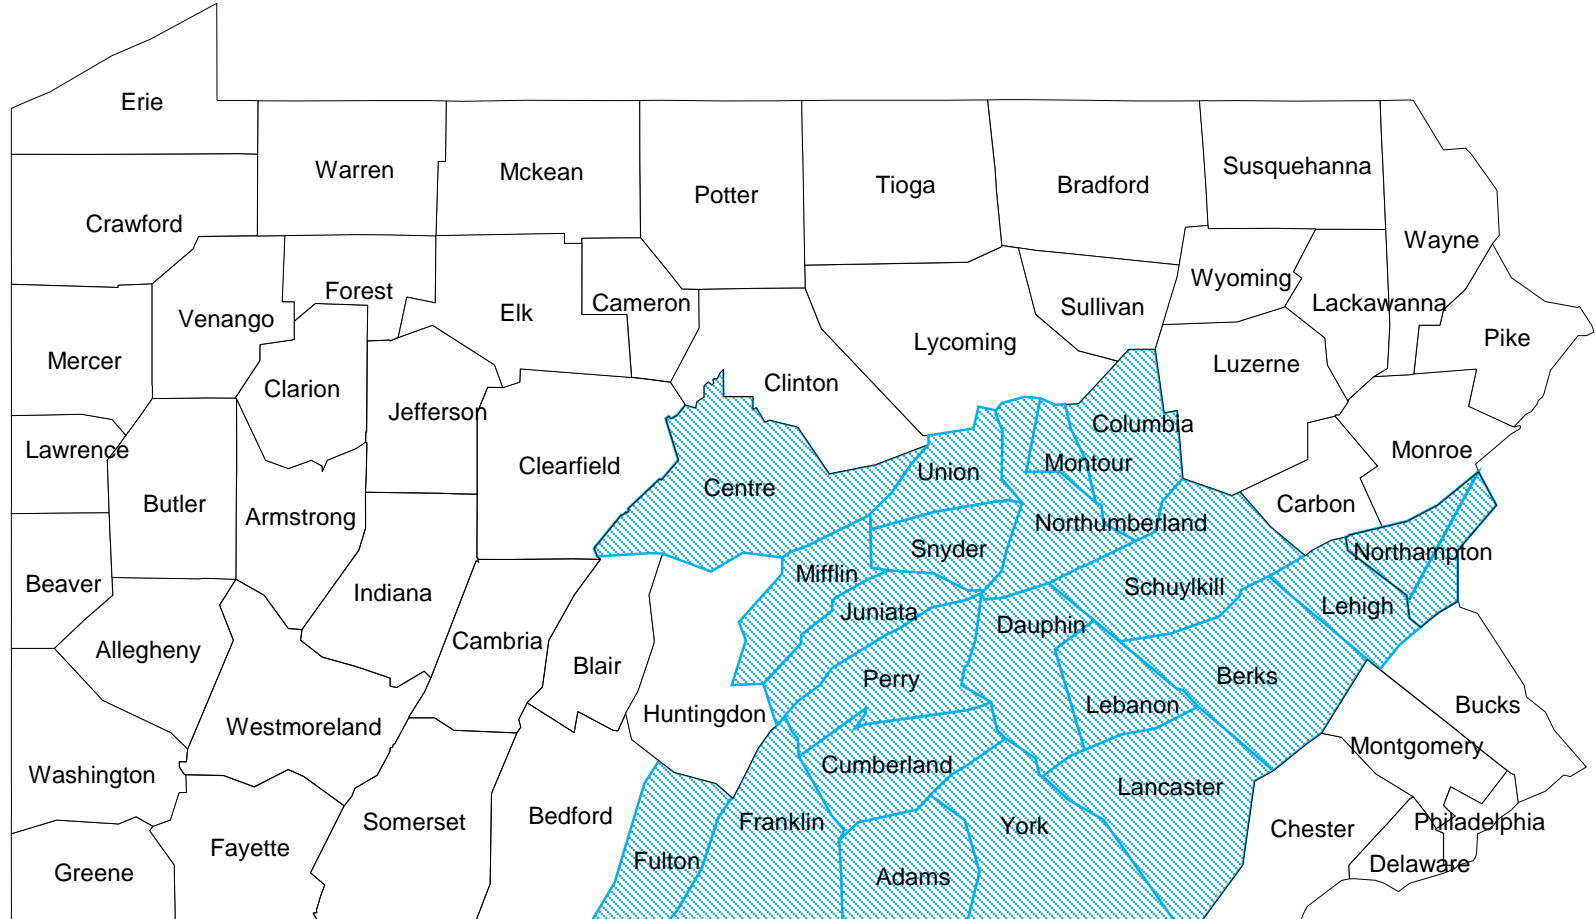 Erie
Warren
Mckean
Potter
Tioga
Bradford
Susquehanna
Crawford
Wayne
Forest
Venango
Elk
Cameron
Wyoming
Lackawanna
Sullivan
Mercer
Lycoming
Pike
Luzerne
Clinton
Clarion
Jefferson
Columbia
Lawrence
Monroe
Clearfield
Montour
Union
Centre
Butler
Carbon
Armstrong
Northumberland
Snyder
Northampton
Mifflin
Beaver
Schuylkill
Indiana
Lehigh
Juniata
Dauphin
Cambria
Allegheny
Blair
Berks
Perry
Lebanon
Bucks
Huntingdon
Westmoreland
Montgomery
Cumberland
Washington
Lancaster
Bedford
Somerset
Franklin
York
Philadelphia
Chester
Fayette
Fulton
Delaware
Greene
Adams